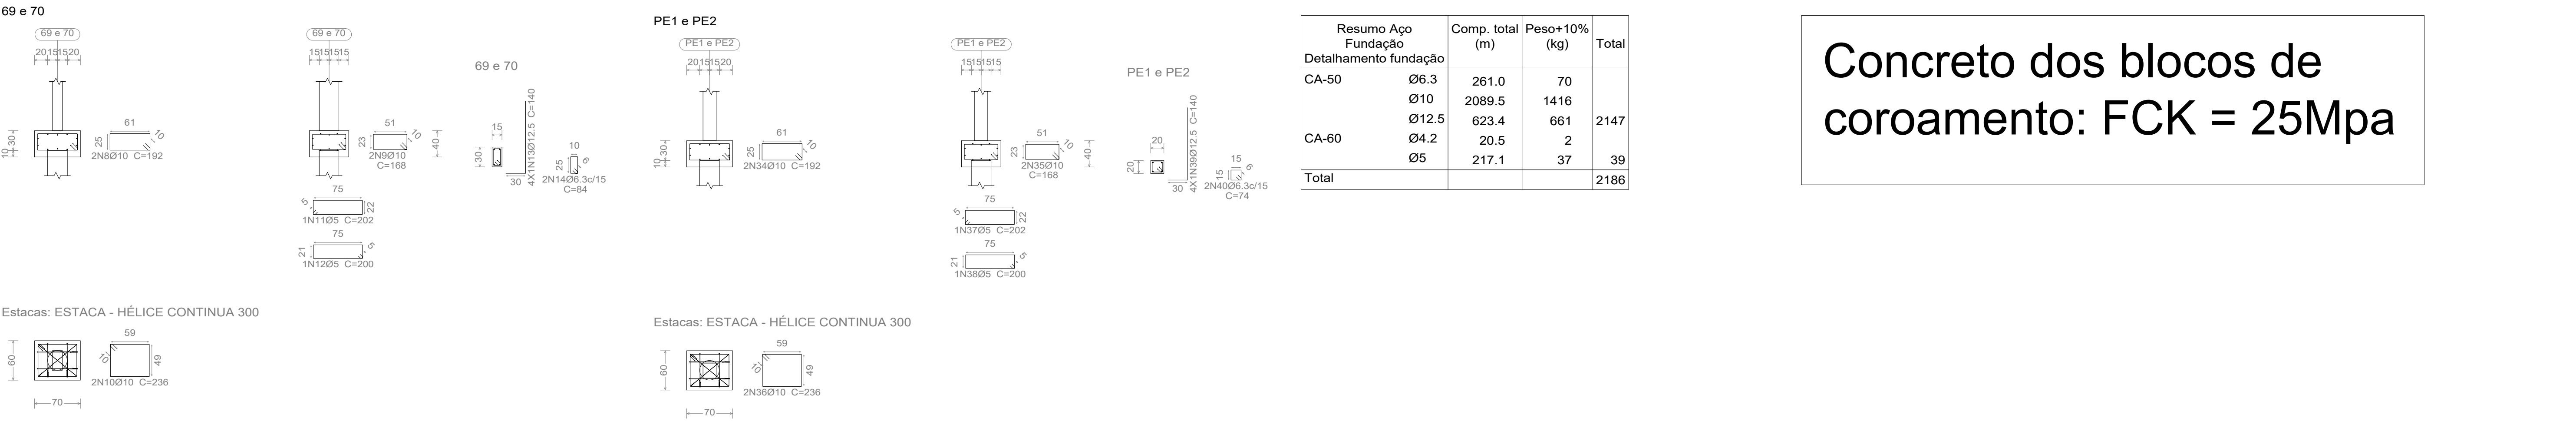 69 e 70
69 e 70
20 15 15 20
10 30
61
25
10
2N8Ø10 C=192
69 e 70
15 15 15 15
40
51
23
10
2N9Ø10
C=168
75
5
22
1N11Ø5 C=202
75
21
5
1N12Ø5 C=200
69 e 70
15
30
30
4X1N13Ø12.5 C=140
10
25
6
2N14Ø6.3c/15
C=84
Estacas: ESTACA - HÉLICE CONTINUA 300
60
70
59
10
49
2N10Ø10 C=236
PE1 e PE2
PE1 e PE2
20 15 15 20
10 30
61
25
10
2N34Ø10 C=192
PE1 e PE2
15 15 15 15
40
51
23
10
2N35Ø10
C=168
75
5
22
1N37Ø5 C=202
75
21
5
1N38Ø5 C=200
PE1 e PE2
20
20
30
4X1N39Ø12.5 C=140
15
15
6
2N40Ø6.3c/15
C=74
Estacas: ESTACA - HÉLICE CONTINUA 300
60
70
59
10
49
2N36Ø10 C=236
Resumo Aço
Fundação
Detalhamento fundação
Comp. total
(m)
Peso+10%
(kg)
Total
CA-50 Ø6.3 261.0 70
Ø10 2089.5 1416
Ø12.5 623.4 661 2147
CA-60 Ø4.2 20.5 2
Ø5 217.1 37 39
Total 2186
Concreto dos blocos de
coroamento: FCK = 25Mpa